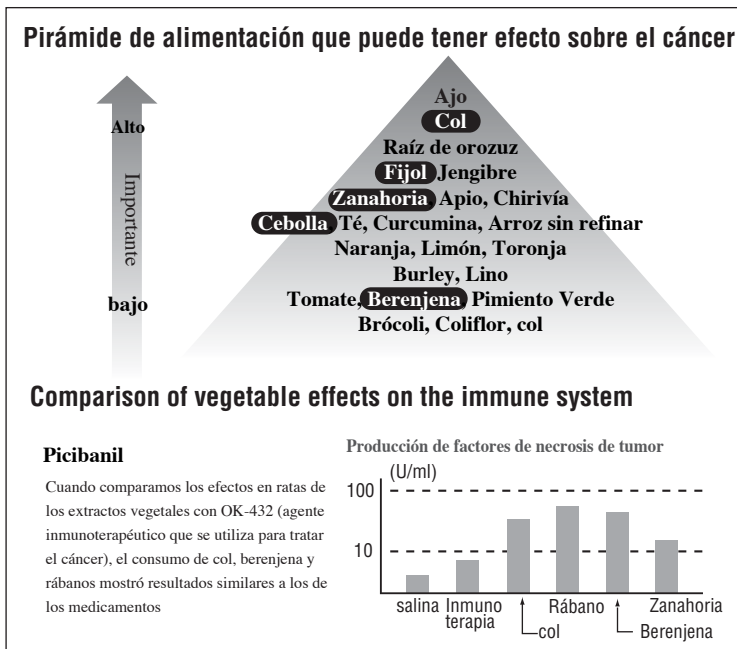 Pirámide de alimentación que puede tener efecto sobre el cáncer
Alto
Importante
bajo
Ajo
Col
Raíz de orozuz
Fijol Jengibre
Zanahoria, Apio, Chirivía
Cebolla, Té, Curcumina, Arroz sin refinar
Naranja, Limón, Toronja
Burley, Lino
Tomate, Berenjena, Pimiento Verde
Brócoli, Coliflor, col
Comparison of vegetable effects on the immune system
Picibanil
Cuando comparamos los efectos en ratas de
los extractos vegetales con OK-432 (agente
inmunoterapéutico que se utiliza para tratar
el cáncer), el consumo de col, berenjena y
rábanos mostró resultados similares a los de
los medicamentos
Producción de factores de necrosis de tumor
(U/ml)
100
10
salina
Inmuno
terapia
col
Rábano
Berenjena
Zanahoria